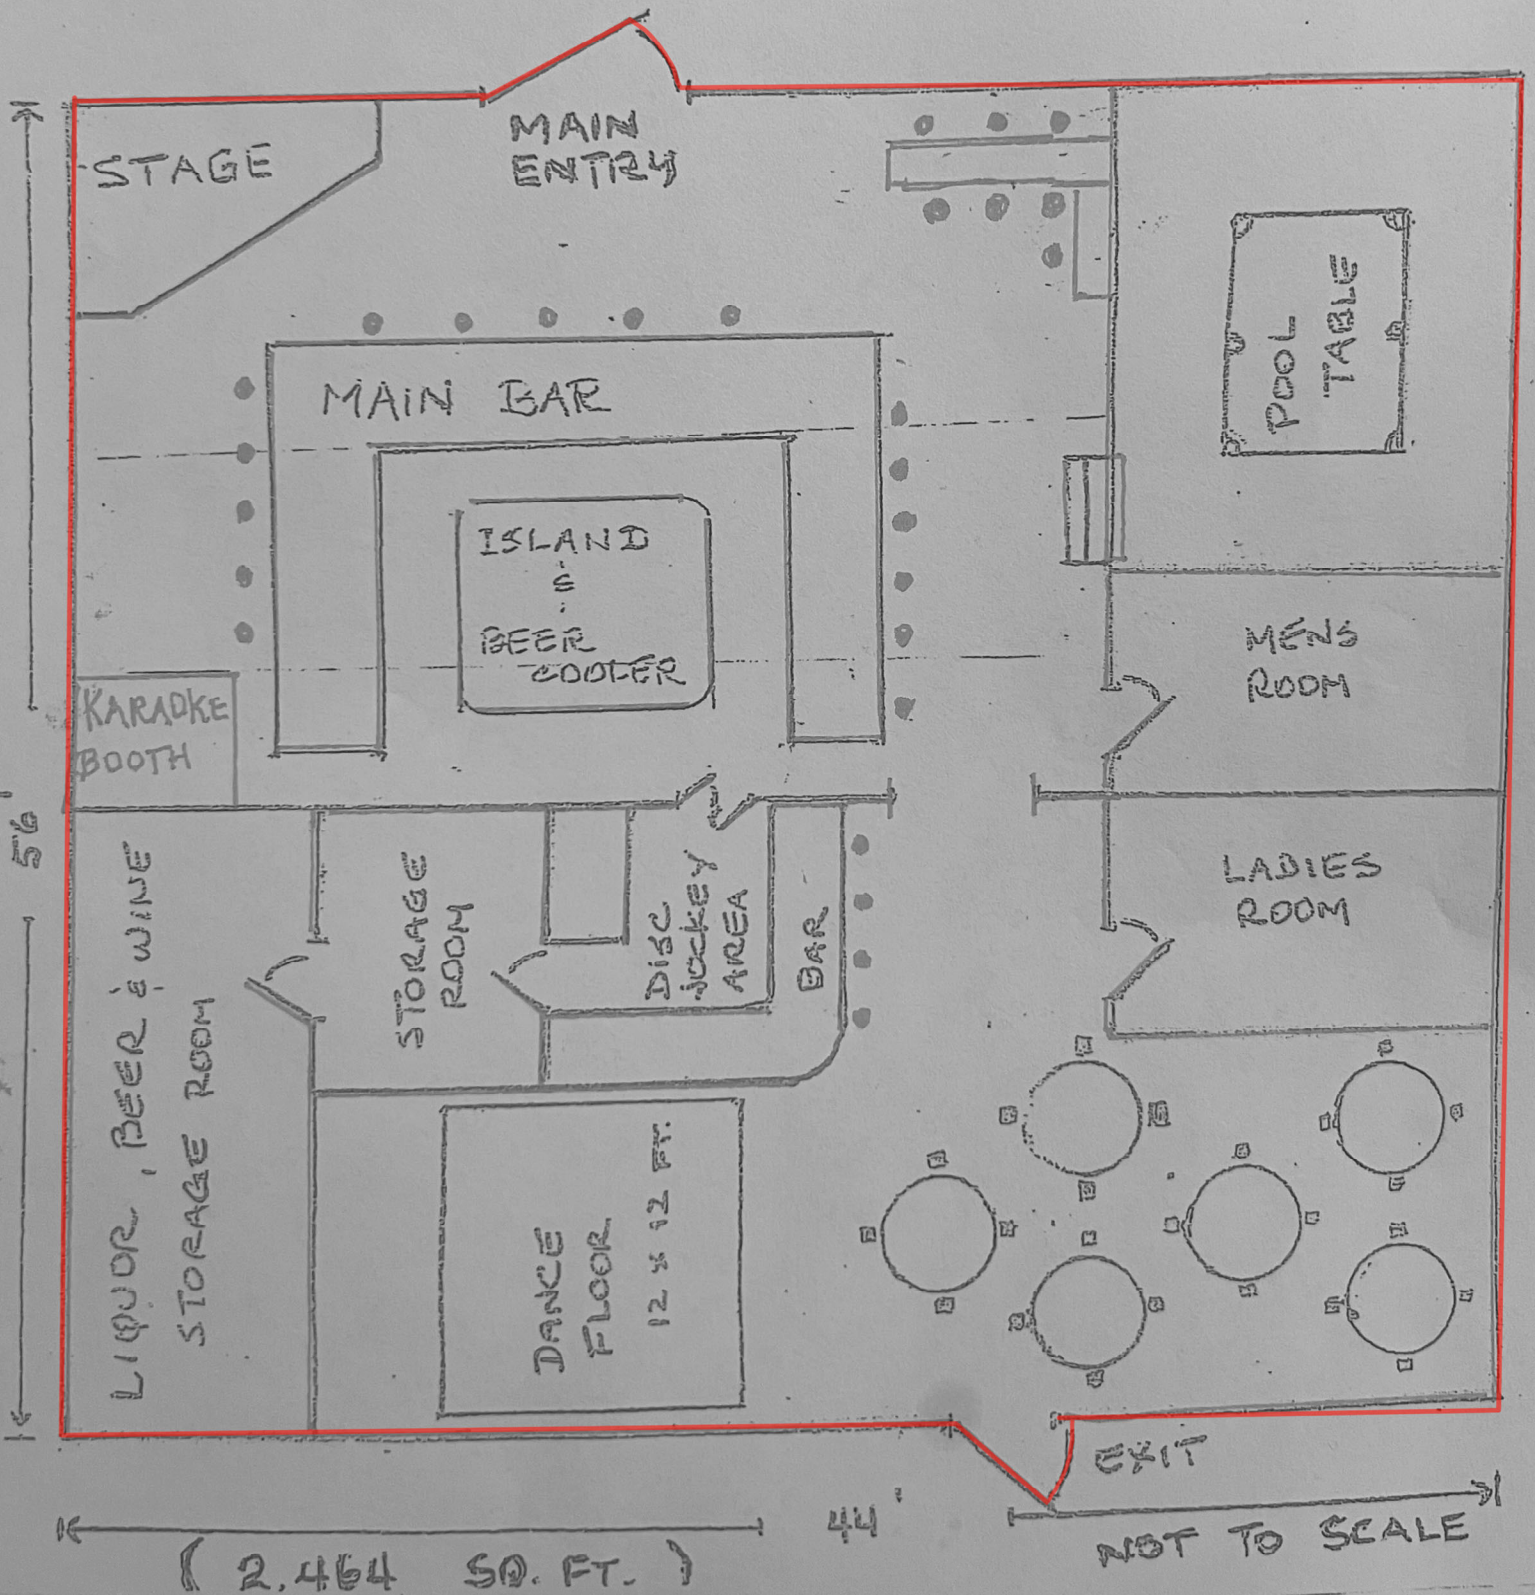 MAIN
ENTRY
STAGE
POOL
TABLE
MAIN BAR
ISLAND
&
BEER
COOLER
MENS
ROOM
KARAOKE
BOOTH
56'
LIQUOR, BEER & WINE
STORAGE ROOM
STORAGE
ROOM
DISC
JOCKEY
AREA
BAR
LADIES
ROOM
DANCE
FLOOR
12 x 12 FT.
EXIT
44'
NOT TO SCALE
( 2,464 SQ. FT. )